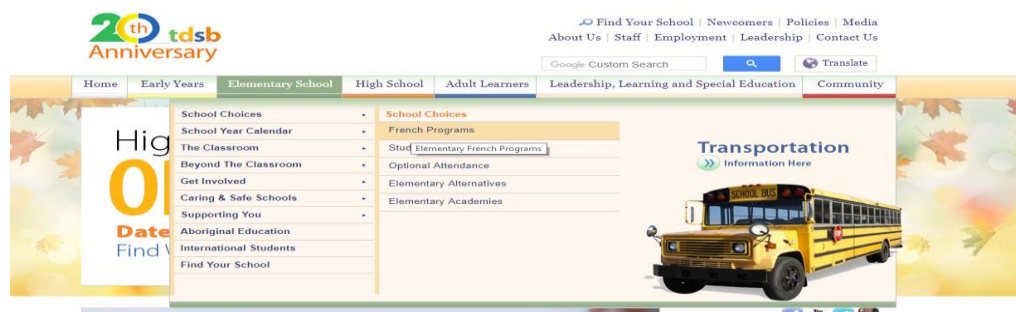 20th tdsb
Anniversary
Find Your School | Newcomers | Policies | Media
About Us | Staff | Employment | Leadership | Contact Us
Google Custom Search
Translate
Home Early Years Elementary School High School Adult Learners Leadership, Learning and Special Education Community
School Choices
School Year Calendar
The Classroom
Beyond The Classroom
Get Involved
Caring & Safe Schools
Supporting You
Aboriginal Education
International Students
Find Your School
School Choices
French Programs
Stud
Elementary French Programs
Optional Attendance
Elementary Alternatives
Elementary Academies
Hig
Date
Find
Transportation
Information Here
SCHOOL BUS
You